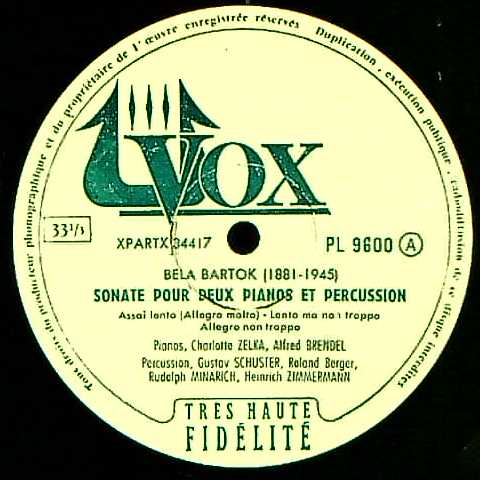 Tous droits du producteur phonographique et du propriétaire de l'œuvre enregistrée réservés
Duplication - exécution publique - radiodiffusion de ce disque interdites
VOX
33 1/3
XPARTX 34417
PL 9600 A
BELA BARTOK (1881-1945)
SONATE POUR DEUX PIANOS ET PERCUSSION
Assai lento (Allegro molto) - Lento ma non troppo
Allegro non troppo
Pianos, Charlotte ZELKA, Alfred BRENDEL
Percussion, Gustav SCHUSTER, Roland Berger,
Rudolph MINARICH, Heinrich ZIMMERMANN
TRES HAUTE
FIDÉLITÉ